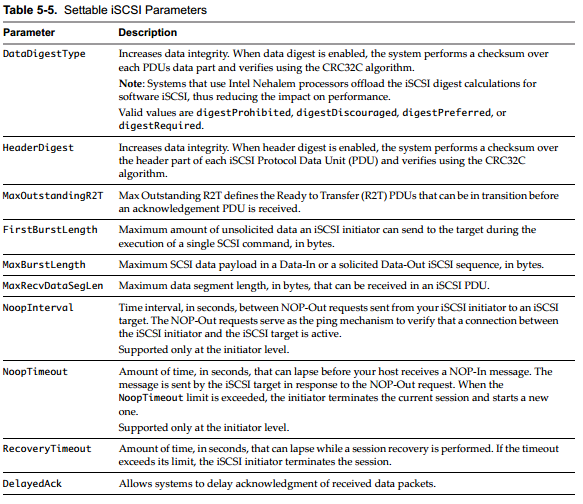 Table 5-5. Settable iSCSI Parameters
Parameter Description
DataDigestType Increases data integrity. When data digest is enabled, the system performs a checksum over
each PDUs data part and verifies using the CRC32C algorithm.
Note: Systems that use Intel Nehalem processors offload the iSCSI digest calculations for
software iSCSI, thus reducing the impact on performance.
Valid values are digestProhibited, digestDiscouraged, digestPreferred, or
digestRequired.
HeaderDigest Increases data integrity. When header digest is enabled, the system performs a checksum over
the header part of each iSCSI Protocol Data Unit (PDU) and verifies using the CRC32C
algorithm.
MaxOutstandingR2T Max Outstanding R2T defines the Ready to Transfer (R2T) PDUs that can be in transition before
an acknowledgement PDU is received.
FirstBurstLength Maximum amount of unsolicited data an iSCSI initiator can send to the target during the
execution of a single SCSI command, in bytes.
MaxBurstLength Maximum SCSI data payload in a Data-In or a solicited Data-Out iSCSI sequence, in bytes.
MaxRecvDataSegLen Maximum data segment length, in bytes, that can be received in an iSCSI PDU.
NoopInterval Time interval, in seconds, between NOP-Out requests sent from your iSCSI initiator to an iSCSI
target. The NOP-Out requests serve as the ping mechanism to verify that a connection between
the iSCSI initiator and the iSCSI target is active.
Supported only at the initiator level.
NoopTimeout Amount of time, in seconds, that can lapse before your host receives a NOP-In message. The
message is sent by the iSCSI target in response to the NOP-Out request. When the
NoopTimeout limit is exceeded, the initiator terminates the current session and starts a new
one.
Supported only at the initiator level.
RecoveryTimeout Amount of time, in seconds, that can lapse while a session recovery is performed. If the timeout
exceeds its limit, the iSCSI initiator terminates the session.
DelayedAck Allows systems to delay acknowledgment of received data packets.